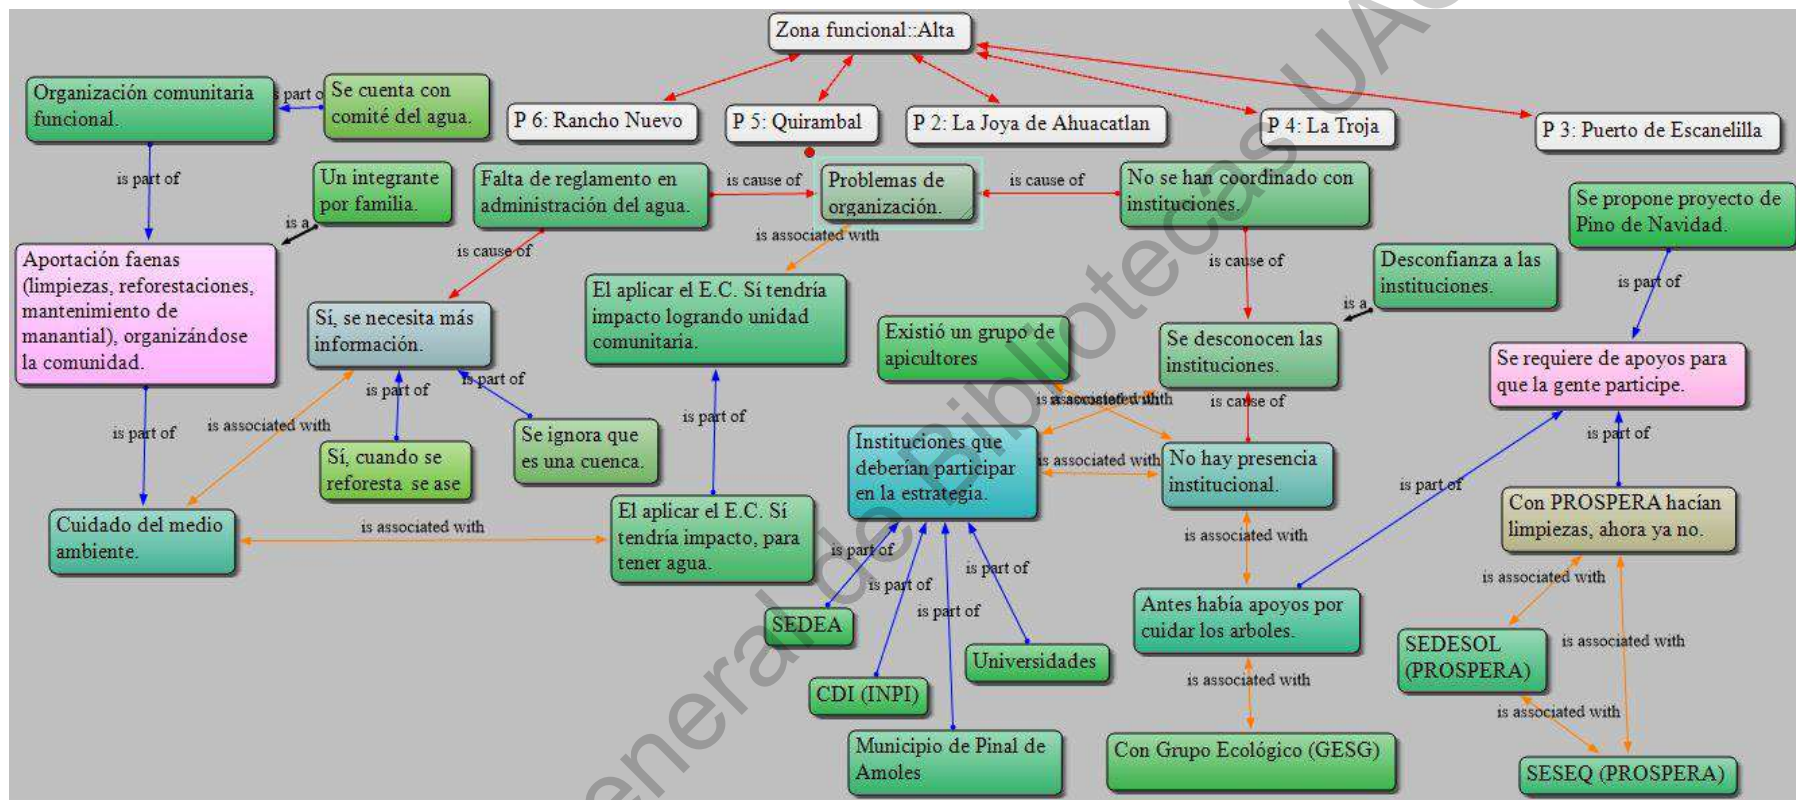 Zona funcional::Alta
Organización comunitaria
funcional.
is part o
Se cuenta con
comité del agua.
P 6: Rancho Nuevo
P 5: Quirambal
P 2: La Joya de Ahuacatlan
P 4: La Troja
P 3: Puerto de Escanelilla
is part of
Un integrante
por familia.
is a
Falta de reglamento en
administración del agua.
is cause of
Problemas de
organización.
is cause of
No se han coordinado con
instituciones.
Se propone proyecto de
Pino de Navidad.
is cause of
is associated with
is cause of
Desconfianza a las
instituciones.
is a
is part of
Aportación faenas
(limpiezas, reforestaciones,
mantenimiento de
manantial), organizándose
la comunidad.
Sí, se necesita más
información.
El aplicar el E.C. Sí tendría
impacto logrando unidad
comunitaria.
Existió un grupo de
apicultores
Se desconocen las
instituciones.
Se requiere de apoyos para
que la gente participe.
is part of
is associated with
is part of
is part of
is part of
is associated with
is associated with
is cause of
is part of
Sí, cuando se
reforesta se ase
Se ignora que
es una cuenca.
Instituciones que
deberían participar
en la estrategia.
is associated with
No hay presencia
institucional.
is part of
Con PROSPERA hacían
limpiezas, ahora ya no.
Cuidado del medio
ambiente.
is associated with
El aplicar el E.C. Sí
tendría impacto, para
tener agua.
is part of
is part of
is part of
is part of
is associated with
is associated with
SEDEA
CDI (INPI)
Municipio de Pinal de
Amoles
Universidades
Antes había apoyos por
cuidar los arboles.
is associated with
Con Grupo Ecológico (GESG)
SEDESOL
(PROSPERA)
is associated with
is associated with
SESEQ (PROSPERA)
eneral de Bibliotecas UA